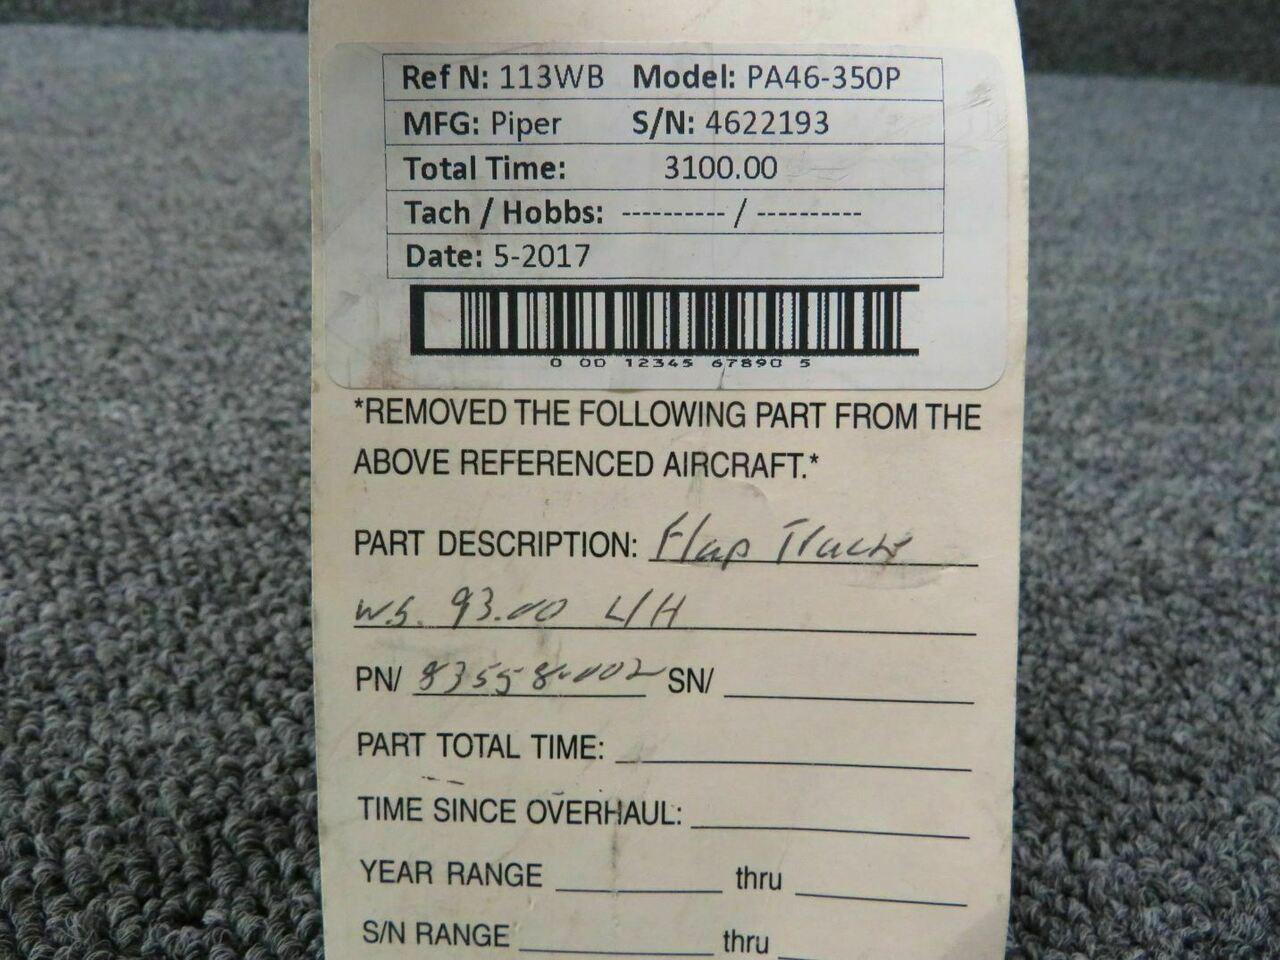 Ref N: 113WB Model: PA46-350P
MFG: Piper S/N: 4622193
Total Time: 3100.00
Tach / Hobbs: ---------- / ----------
Date: 5-2017
0 00 12345 67890 5
*REMOVED THE FOLLOWING PART FROM THE
ABOVE REFERENCED AIRCRAFT.*
PART DESCRIPTION: Flap Track
W.S. 93.00 L/H
PN/ 83558-002 SN/
PART TOTAL TIME:
TIME SINCE OVERHAUL:
YEAR RANGE thru
S/N RANGE thru